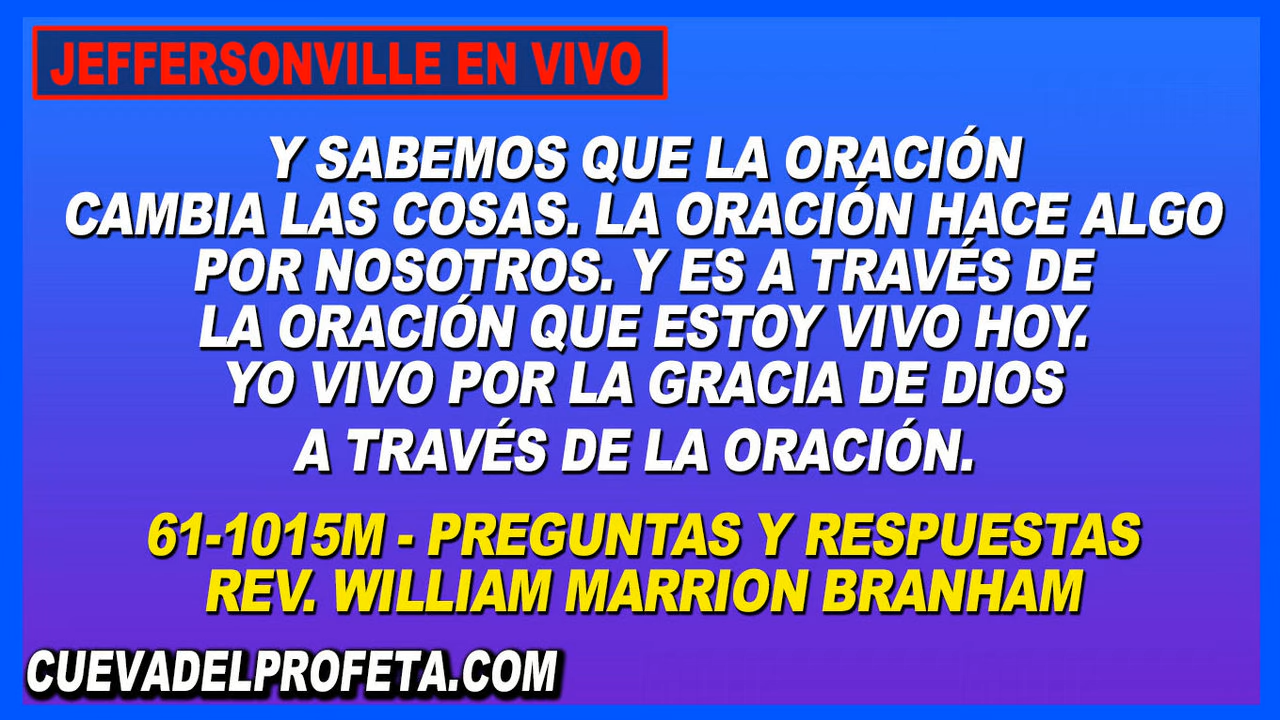 JEFFERSONVILLE EN VIVO
Y SABEMOS QUE LA ORACIÓN
CAMBIA LAS COSAS. LA ORACIÓN HACE ALGO
POR NOSOTROS. Y ES A TRAVÉS DE
LA ORACIÓN QUE ESTOY VIVO HOY.
YO VIVO POR LA GRACIA DE DIOS
A TRAVÉS DE LA ORACIÓN.
61-1015M - PREGUNTAS Y RESPUESTAS
REV. WILLIAM MARRION BRANHAM
CUEVADELPROFETA.COM